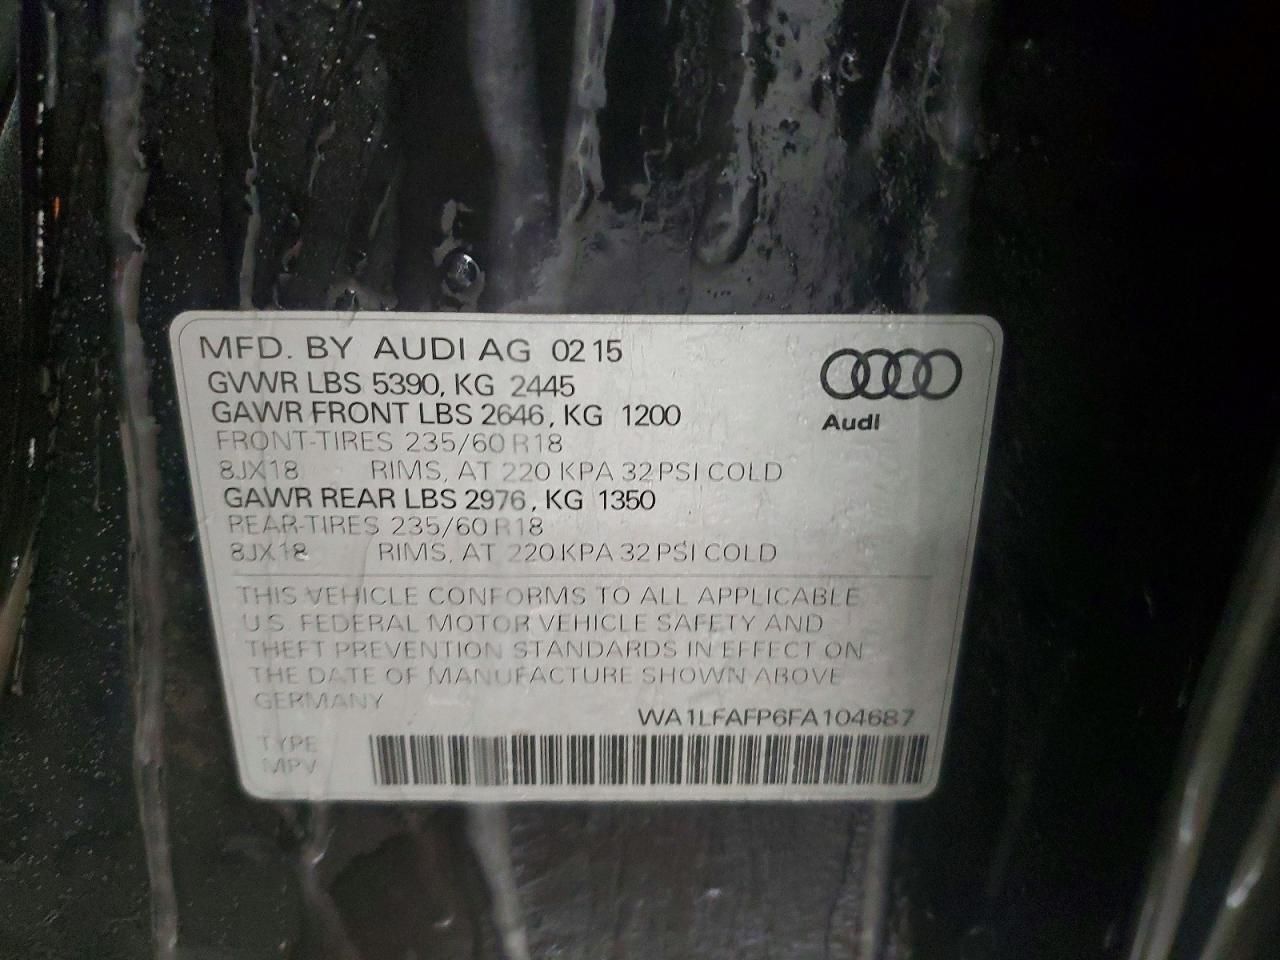 MFD. BY AUDI AG 02 15
GVWR LBS 5390, KG 2445
GAWR FRONT LBS 2646, KG 1200
FRONT-TIRES 235/60 R18
8JX18 RIMS, AT 220 KPA 32 PSI COLD
GAWR REAR LBS 2976, KG 1350
REAR-TIRES 235/60 R18
8JX18 RIMS, AT 220 KPA 32 PSI COLD
Audi
THIS VEHICLE CONFORMS TO ALL APPLICABLE
U.S. FEDERAL MOTOR VEHICLE SAFETY AND
THEFT PREVENTION STANDARDS IN EFFECT ON
THE DATE OF MANUFACTURE SHOWN ABOVE
GERMANY
WA1LFAFP6FA104687
TYPE
MPV